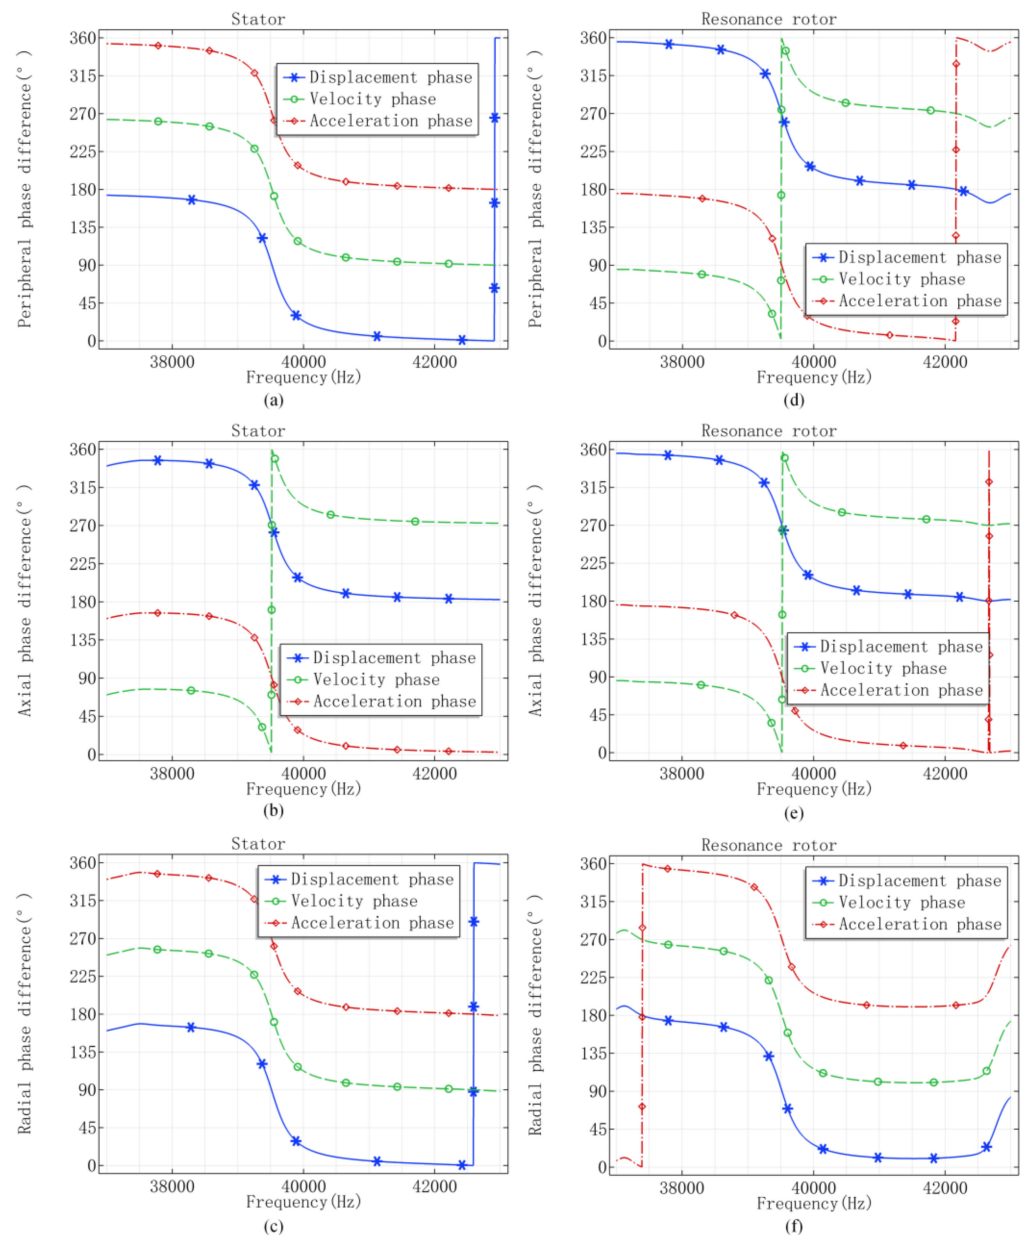 Stator
Peripheral phase difference(° )
360
315
270
225
180
135
90
45
0
Displacement phase
Velocity phase
Acceleration phase
38000 40000 42000
Frequency(Hz)
(a)
Resonance rotor
Peripheral phase difference(° )
360
315
270
225
180
135
90
45
0
Displacement phase
Velocity phase
Acceleration phase
38000 40000 42000
Frequency(Hz)
(d)
Stator
Axial phase difference(° )
360
315
270
225
180
135
90
45
0
Displacement phase
Velocity phase
Acceleration phase
38000 40000 42000
Frequency(Hz)
(b)
Resonance rotor
Axial phase difference(° )
360
315
270
225
180
135
90
45
0
Displacement phase
Velocity phase
Acceleration phase
38000 40000 42000
Frequency(Hz)
(e)
Stator
Radial phase difference(° )
360
315
270
225
180
135
90
45
0
Displacement phase
Velocity phase
Acceleration phase
38000 40000 42000
Frequency(Hz)
(c)
Resonance rotor
Radial phase difference(° )
360
315
270
225
180
135
90
45
0
Displacement phase
Velocity phase
Acceleration phase
38000 40000 42000
Frequency(Hz)
(f)